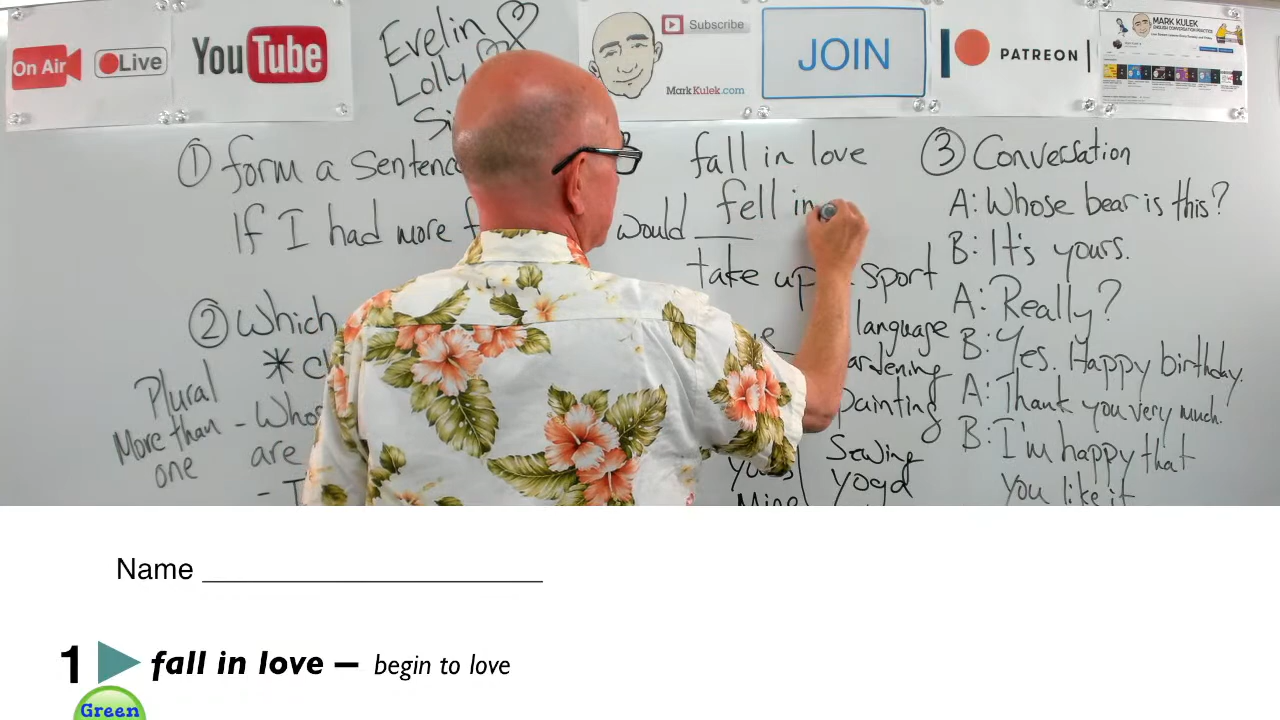 On Air
Live
YouTube
Evelin
Lolly
Subscribe
MarkKulek.com
JOIN
PATREON
MARK KULEK
① form a Sentenc
If I had more f
would ___
② Which
Plural
More than
one
- Whos
are
fall in love
fell in
take up sport
language
ardening
painting
Sewing
yoga
Mine
③ Conversation
A: Whose bear is this?
B: It's yours.
A: Really?
B: Yes. Happy birthday.
A: Thank you very much.
B: I'm happy that
you like it
Name
1 fall in love – begin to love
Green